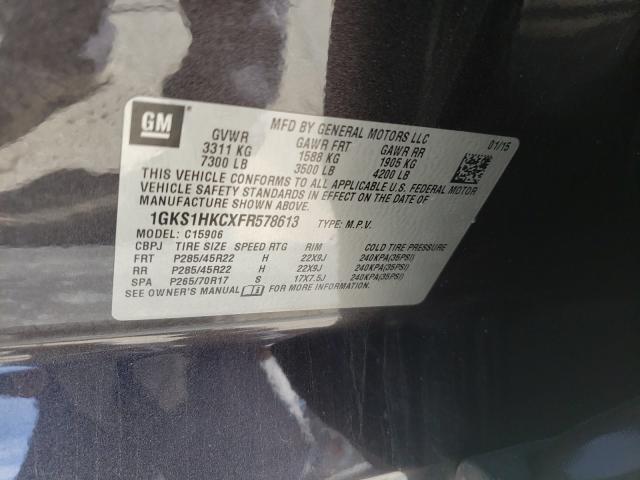 GM
MFD BY GENERAL MOTORS LLC 01/15
GVWR GAWR FRT GAWR RR
3311 KG 1588 KG 1905 KG
7300 LB 3500 LB 4200 LB
THIS VEHICLE CONFORMS TO ALL APPLICABLE U.S. FEDERAL MOTOR
VEHICLE SAFETY STANDARDS IN EFFECT ON THE DATE OF
MANUFACTURE SHOWN ABOVE.
1GKS1HKCXFR578613 TYPE: M.P.V.
MODEL: C15906
CBPJ TIRE SIZE SPEED RTG RIM COLD TIRE PRESSURE
FRT P285/45R22 H 22X9J 240KPA(35PSI)
RR P285/45R22 H 22X9J 240KPA(35PSI)
SPA P265/70R17 S 17X7.5J 240KPA(35PSI)
SEE OWNER'S MANUAL FOR MORE INFORMATION.